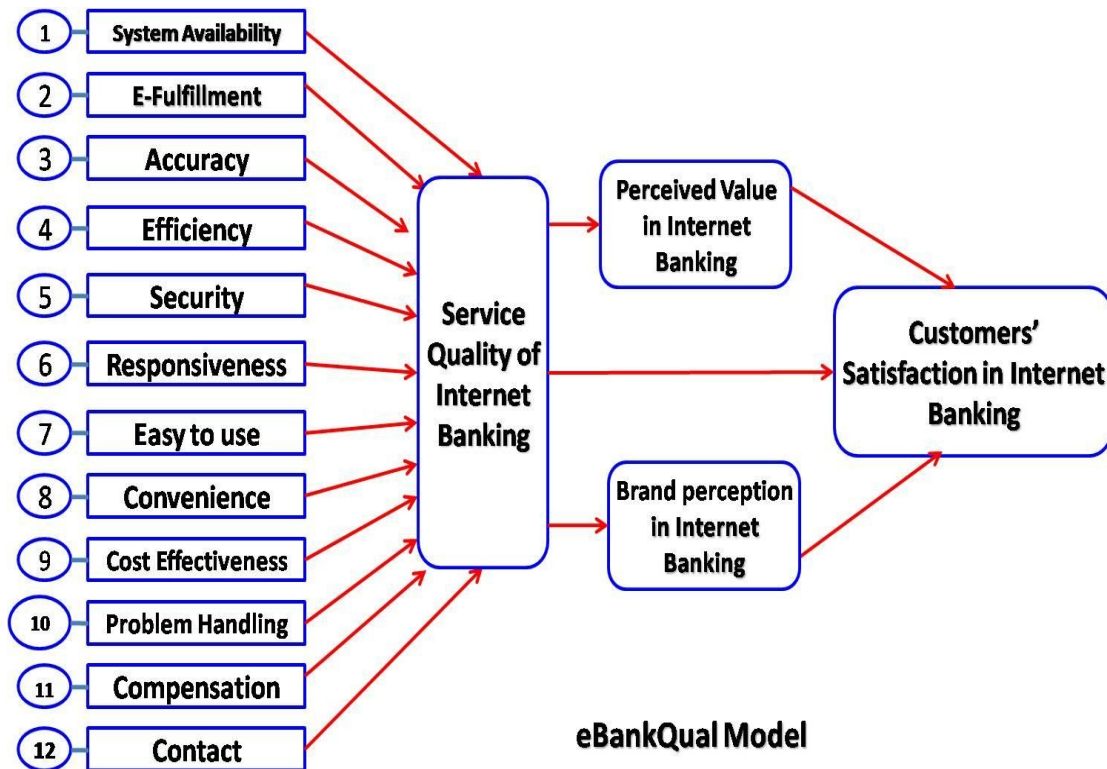 1
System Availability
2
E-Fulfillment
3
Accuracy
4
Efficiency
5
Security
6
Responsiveness
7
Easy to use
8
Convenience
9
Cost Effectiveness
10
Problem Handling
11
Compensation
12
Contact
Service
Quality of
Internet
Banking
Perceived Value
in Internet
Banking
Brand perception
in Internet
Banking
Customers’
Satisfaction in Internet
Banking
eBankQual Model